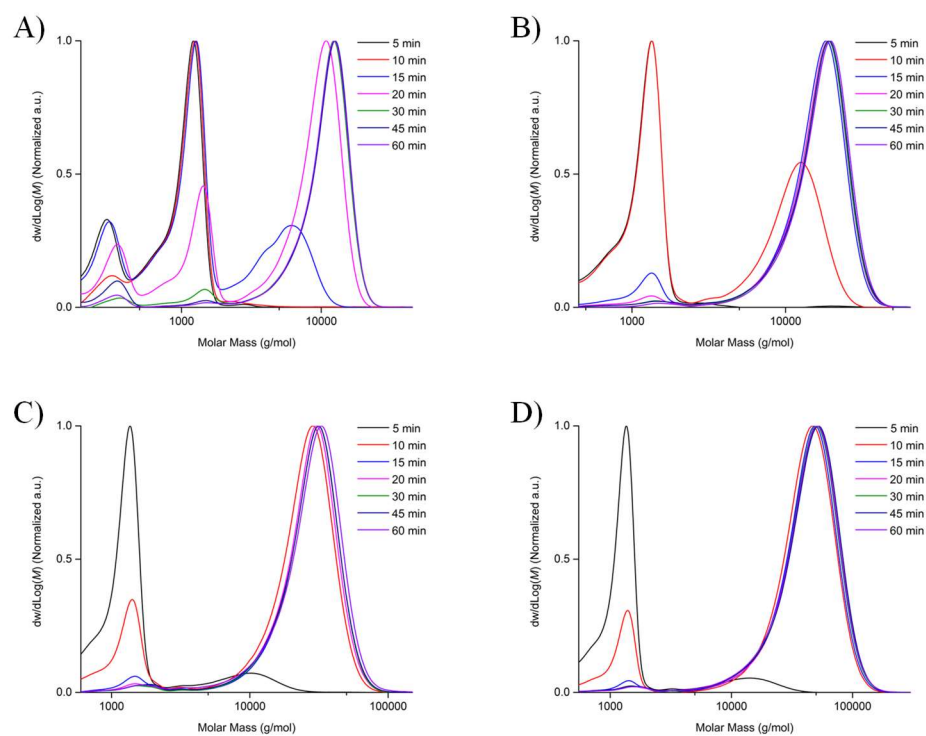 A)
1.0
0.5
0.0
dw/dLog(M) (Normalized a.u.)
1000
10000
Molar Mass (g/mol)
5 min
10 min
15 min
20 min
30 min
45 min
60 min
B)
1.0
0.5
0.0
dw/dLog(M) (Normalized a.u.)
1000
10000
Molar Mass (g/mol)
5 min
10 min
15 min
20 min
30 min
45 min
60 min
C)
1.0
0.5
0.0
dw/dLog(M) (Normalized a.u.)
1000
10000
100000
Molar Mass (g/mol)
5 min
10 min
15 min
20 min
30 min
45 min
60 min
D)
1.0
0.5
0.0
dw/dLog(M) (Normalized a.u.)
1000
10000
100000
Molar Mass (g/mol)
5 min
10 min
15 min
20 min
30 min
45 min
60 min